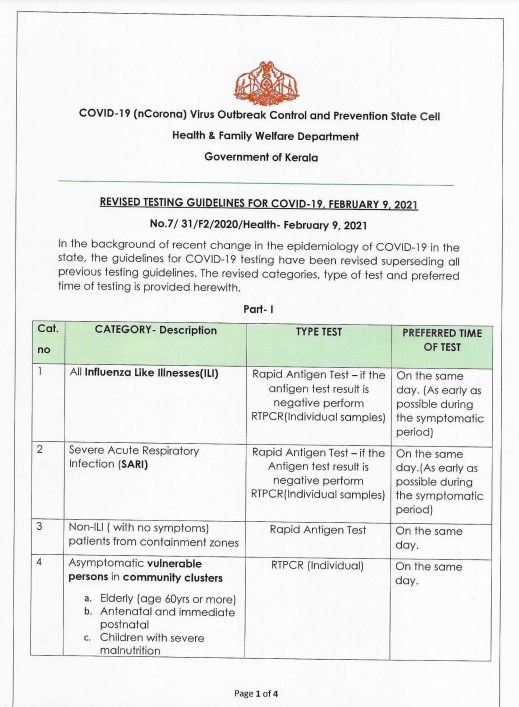 COVID-19 (nCorona) Virus Outbreak Control and Prevention State Cell
Health & Family Welfare Department
Government of Kerala
REVISED TESTING GUIDELINES FOR COVID-19, FEBRUARY 9, 2021
No.7/ 31/F2/2020/Health- February 9, 2021
In the background of recent change in the epidemiology of COVID-19 in the
state, the guidelines for COVID-19 testing have been revised superseding all
previous testing guidelines. The revised categories, type of test and preferred
time of testing is provided herewith.
Part- I
Cat.
no
CATEGORY- Description
TYPE TEST
PREFERRED TIME
OF TEST
1
All Influenza Like Illnesses(ILI)
Rapid Antigen Test – if the
antigen test result is
negative perform
RTPCR(Individual samples)
On the same
day. (As early as
possible during
the symptomatic
period)
2
Severe Acute Respiratory
Infection (SARI)
Rapid Antigen Test – if the
Antigen test result is
negative perform
RTPCR(Individual samples)
On the same
day.(As early as
possible during
the symptomatic
period)
3
Non-ILI ( with no symptoms)
patients from containment zones
Rapid Antigen Test
On the same
day.
4
Asymptomatic vulnerable
persons in community clusters
a. Elderly (age 60yrs or more)
b. Antenatal and immediate
postnatal
c. Children with severe
malnutrition
RTPCR (Individual)
On the same
day.
Page 1 of 4